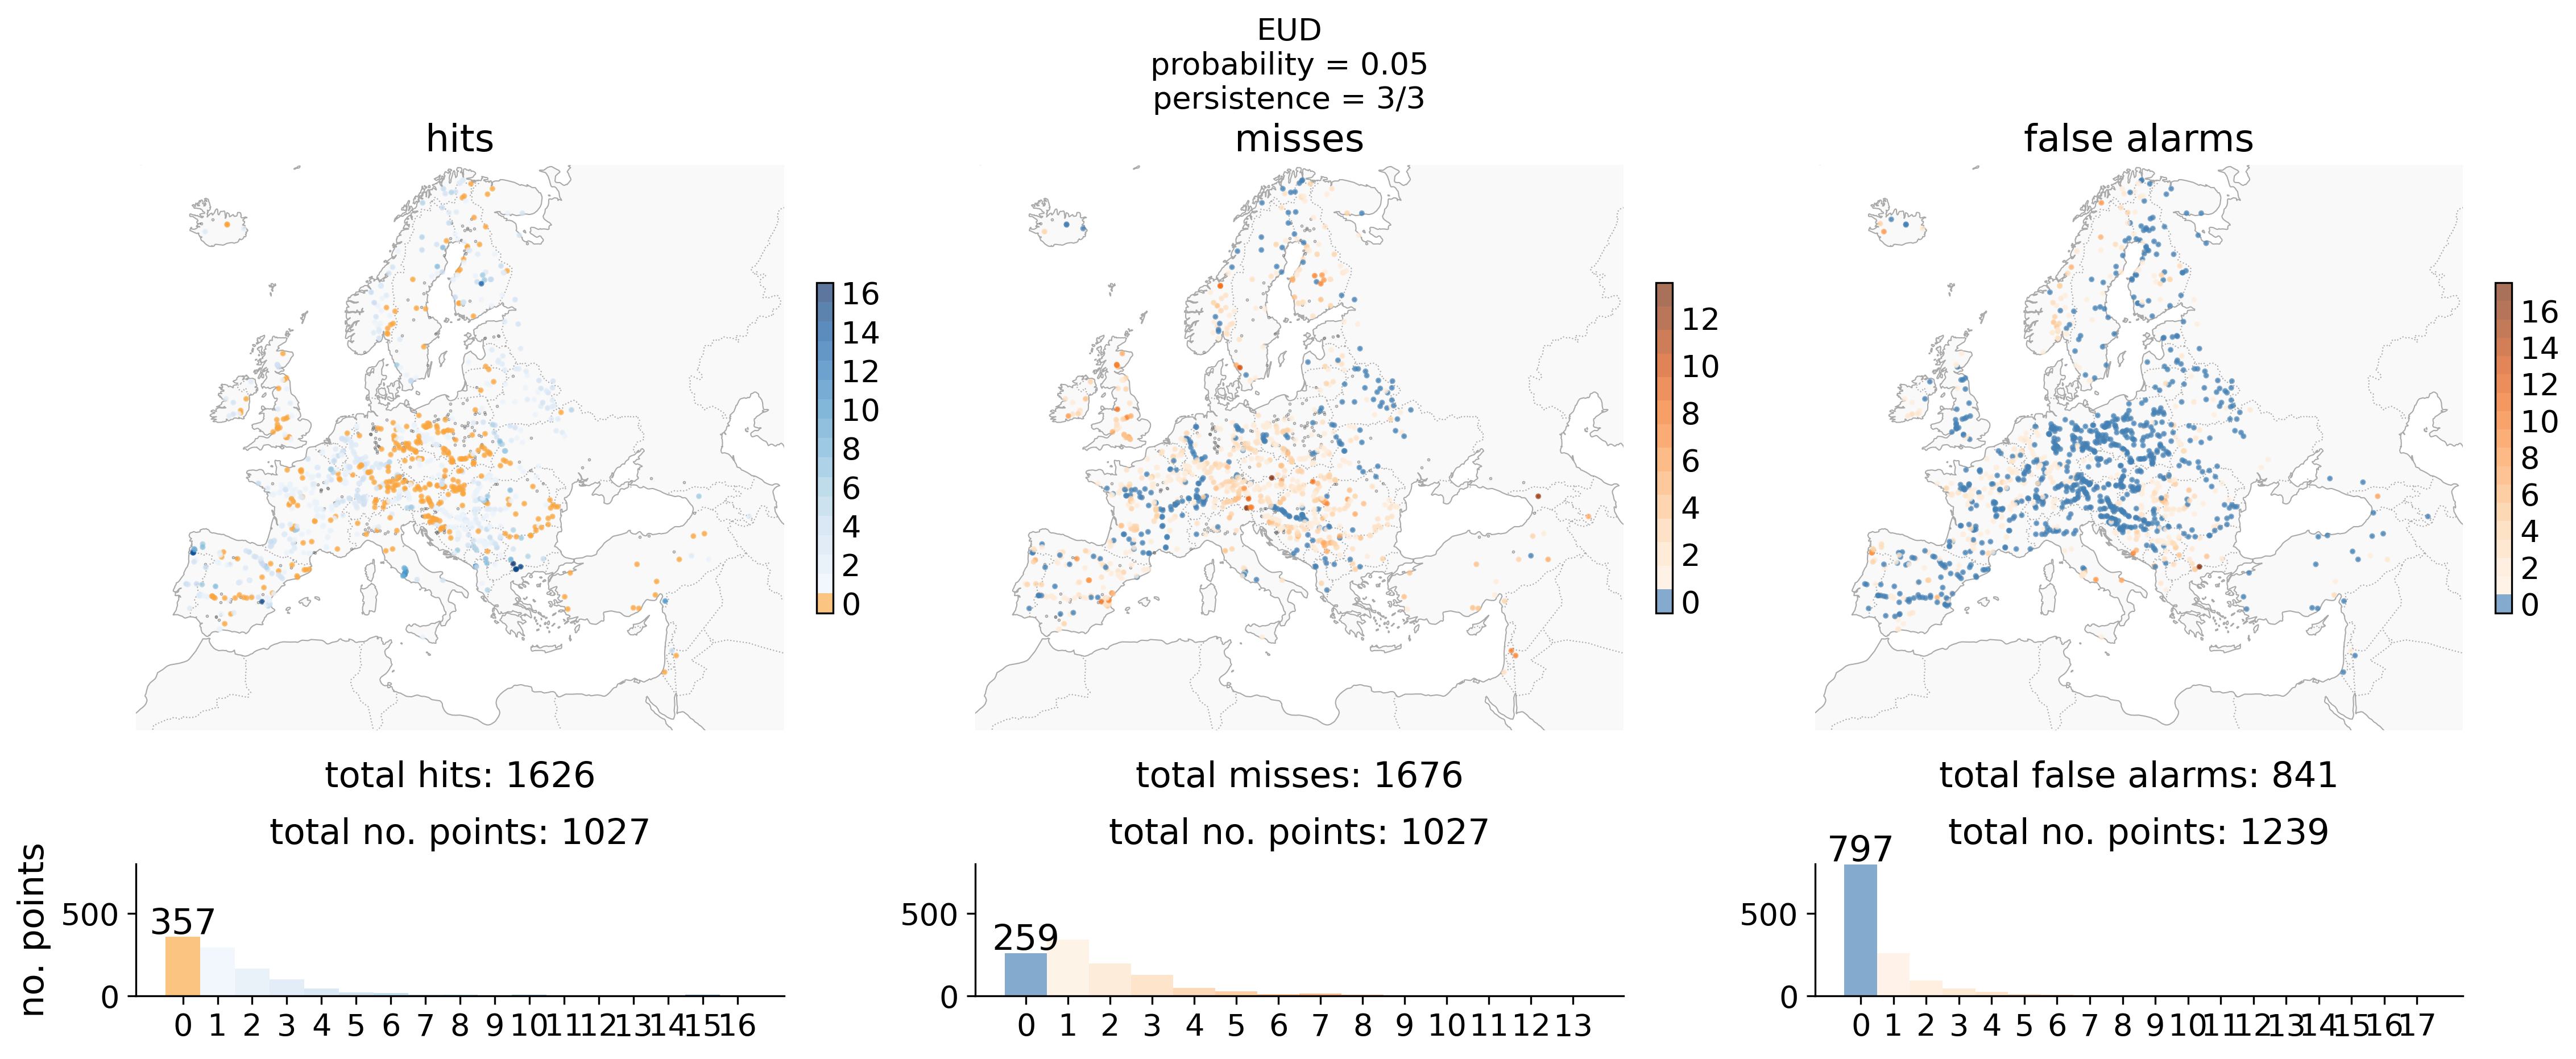 EUD
probability = 0.05
persistence = 3/3
hits
misses
false alarms
16
14
12
10
8
6
4
2
0
12
10
8
6
4
2
0
16
14
12
10
8
6
4
2
0
total hits: 1626
total misses: 1676
total false alarms: 841
total no. points: 1027
total no. points: 1027
total no. points: 1239
no. points
500
0
357
0 1 2 3 4 5 6 7 8 9 10 11 12 13 14 15 16
500
0
259
0 1 2 3 4 5 6 7 8 9 10 11 12 13
500
0
797
0 1 2 3 4 5 6 7 8 9 10 11 12 13 14 15 16 17